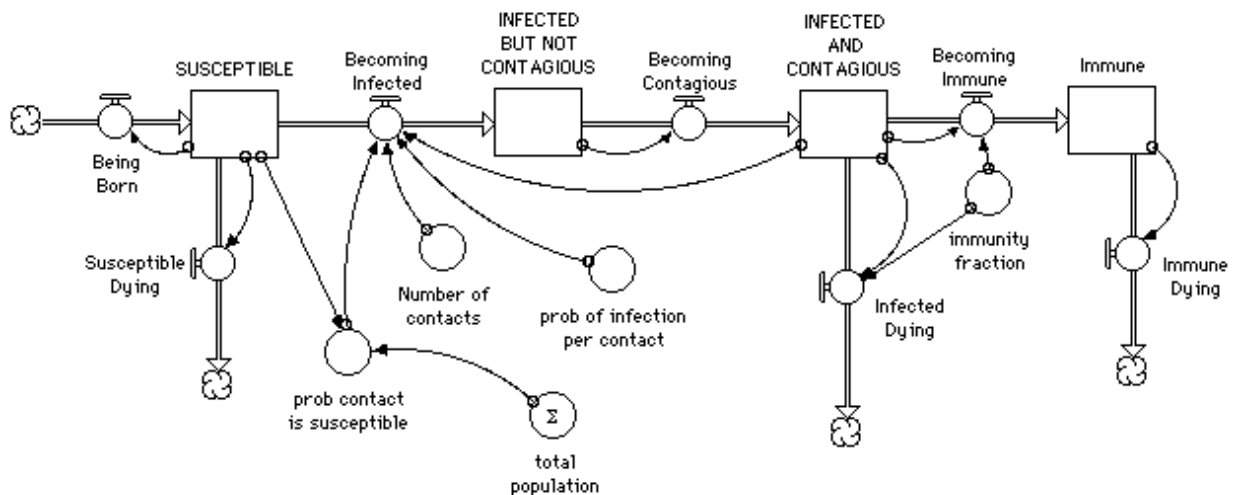 SUSCEPTIBLE
Becoming
Infected
INFECTED
BUT NOT
CONTAGIOUS
Becoming
Contagious
INFECTED
AND
CONTAGIOUS
Becoming
Immune
Immune
Being
Born
Susceptible
Dying
Number of
contacts
prob of infection
per contact
immunity
fraction
Infected
Dying
Immune
Dying
prob contact
is susceptible
Σ
total
population